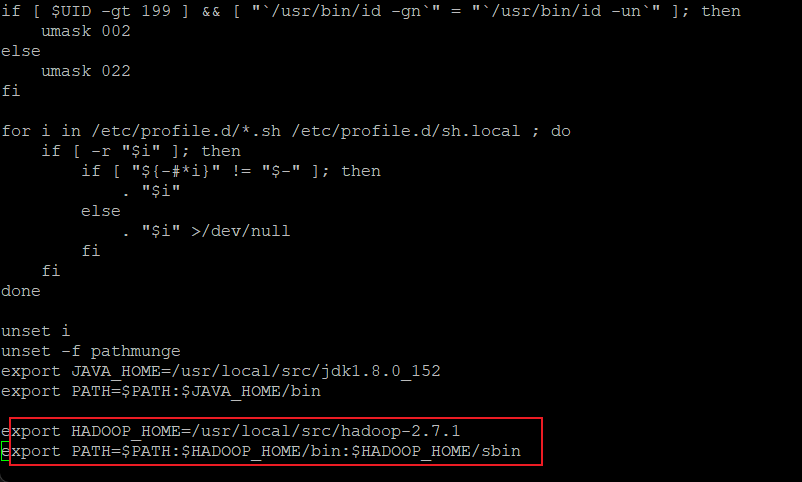 if [ $UID -gt 199 ] && [ "`/usr/bin/id -gn`" = "`/usr/bin/id -un`" ]; then
    umask 002
else
    umask 022
fi

for i in /etc/profile.d/*.sh /etc/profile.d/sh.local ; do
    if [ -r "$i" ]; then
        if [ "${-#*i}" != "$-" ]; then
            . "$i"
        else
            . "$i" >/dev/null
        fi
    fi
done

unset i
unset -f pathmunge
export JAVA_HOME=/usr/local/src/jdk1.8.0_152
export PATH=$PATH:$JAVA_HOME/bin

export HADOOP_HOME=/usr/local/src/hadoop-2.7.1
export PATH=$PATH:$HADOOP_HOME/bin:$HADOOP_HOME/sbin